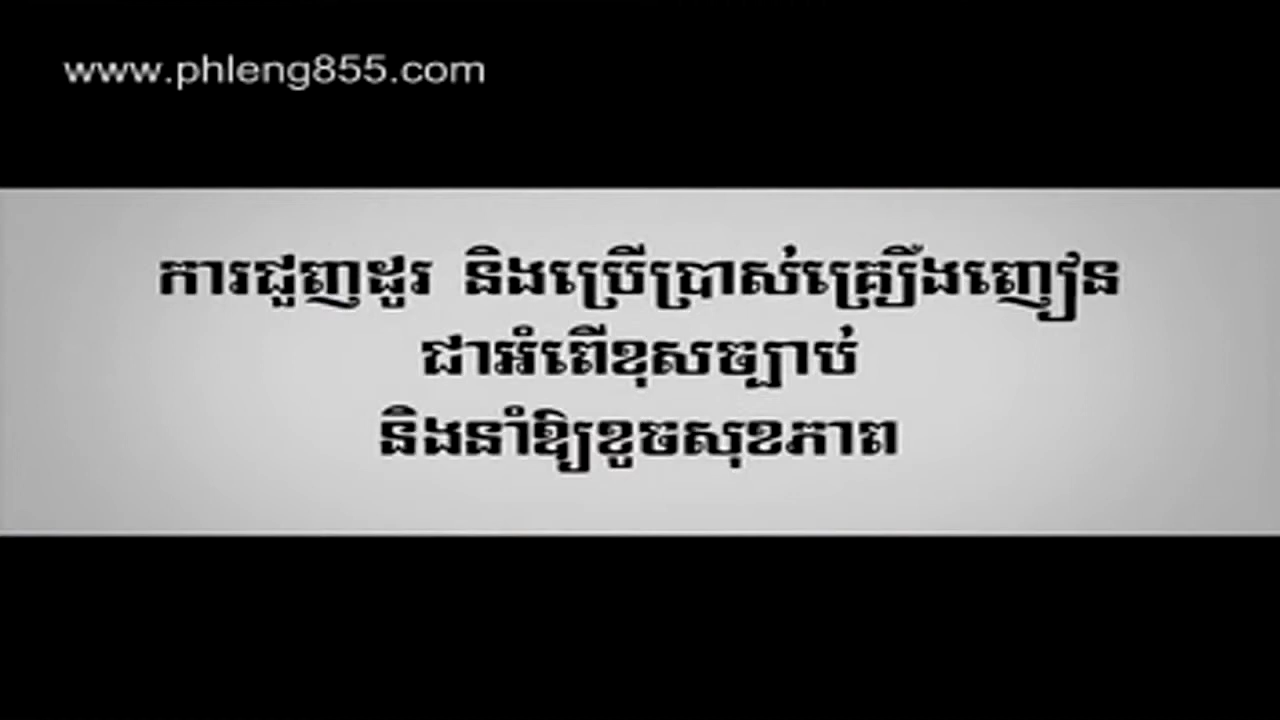 www.phleng855.com
ការជួញដូរ និងប្រើប្រាស់គ្រឿងញៀន
ជាអំពើខុសច្បាប់
និងនាំឱ្យខូចសុខភាព